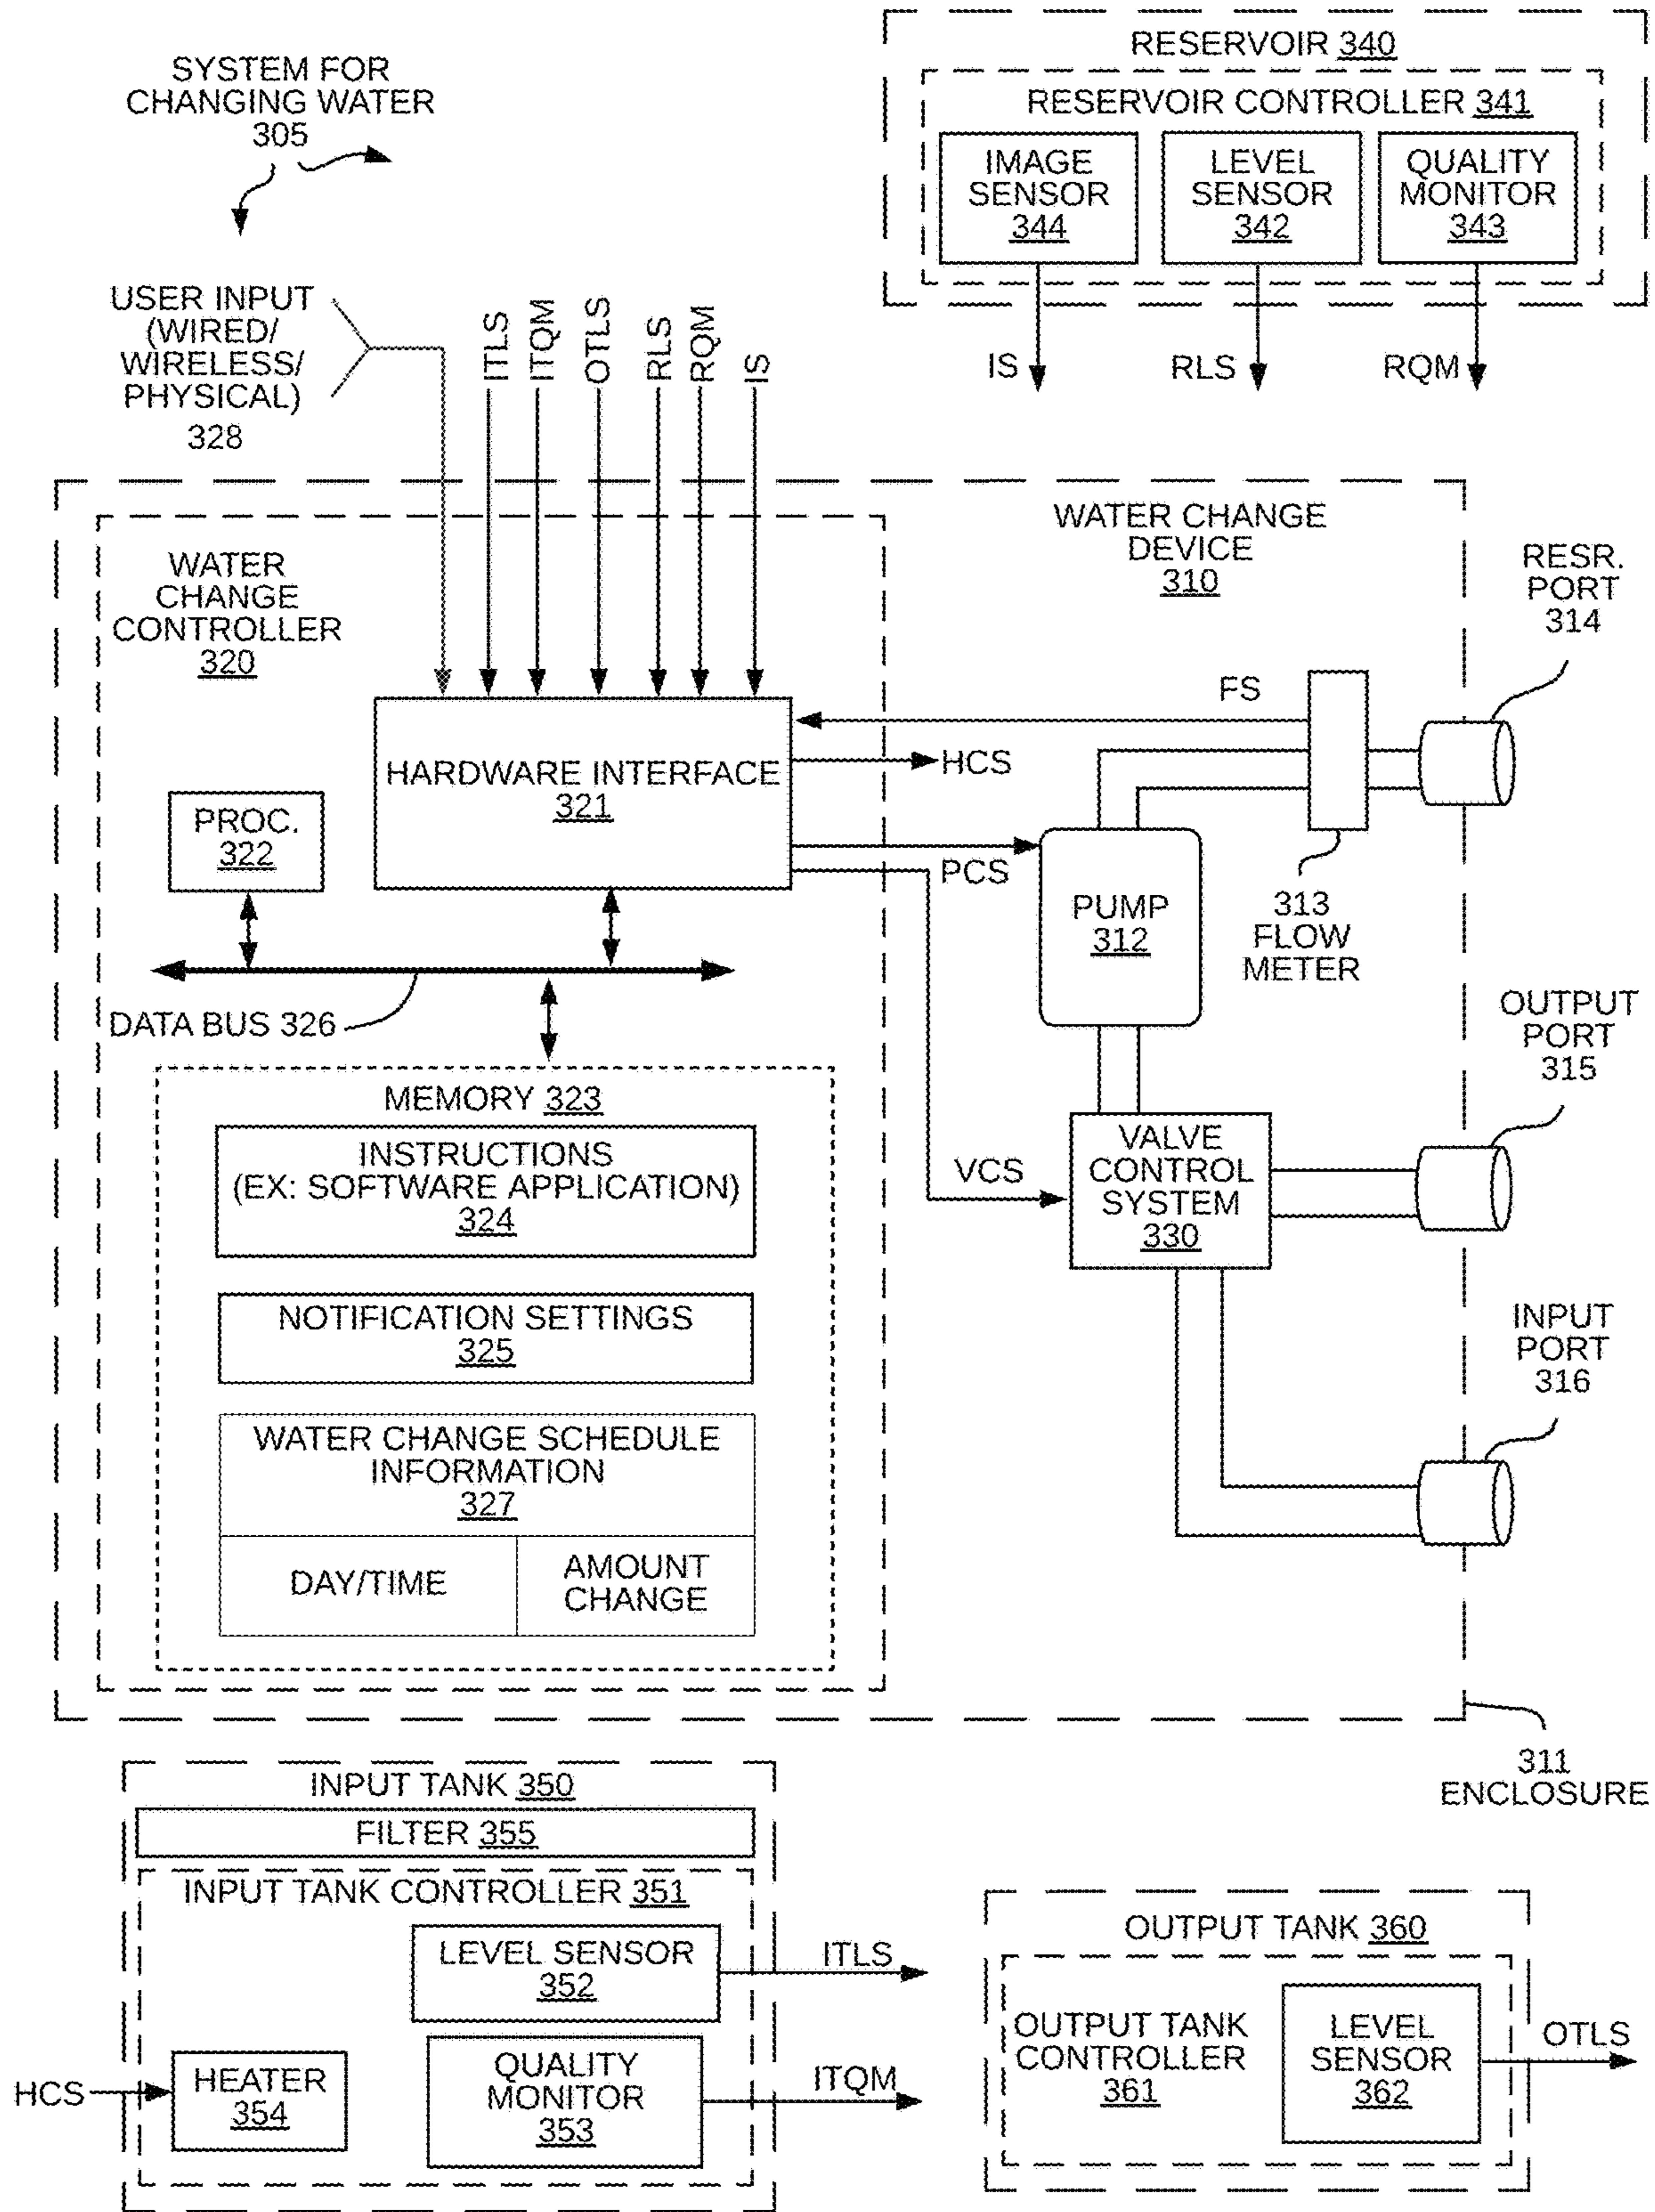 SYSTEM FOR
CHANGING WATER
305
RESERVOIR 340
RESERVOIR CONTROLLER 341
IMAGE
SENSOR
344
LEVEL
SENSOR
342
QUALITY
MONITOR
343
IS
RLS
RQM
USER INPUT
(WIRED/
WIRELESS/
PHYSICAL)
328
ITLS
ITQM
OTLS
RLS
RQM
IS
WATER CHANGE
DEVICE
310
WATER
CHANGE
CONTROLLER
320
RESR.
PORT
314
FS
HCS
HARDWARE INTERFACE
321
PROC.
322
PCS
PUMP
312
313
FLOW
METER
DATA BUS 326
OUTPUT
PORT
315
MEMORY 323
INSTRUCTIONS
(EX: SOFTWARE APPLICATION)
324
VCS
VALVE
CONTROL
SYSTEM
330
NOTIFICATION SETTINGS
325
INPUT
PORT
316
WATER CHANGE SCHEDULE
INFORMATION
327
DAY/TIME
AMOUNT
CHANGE
311
ENCLOSURE
INPUT TANK 350
FILTER 355
INPUT TANK CONTROLLER 351
LEVEL SENSOR
352
ITLS
HCS
HEATER
354
QUALITY
MONITOR
353
ITQM
OUTPUT TANK 360
OUTPUT TANK
CONTROLLER
361
LEVEL
SENSOR
362
OTLS